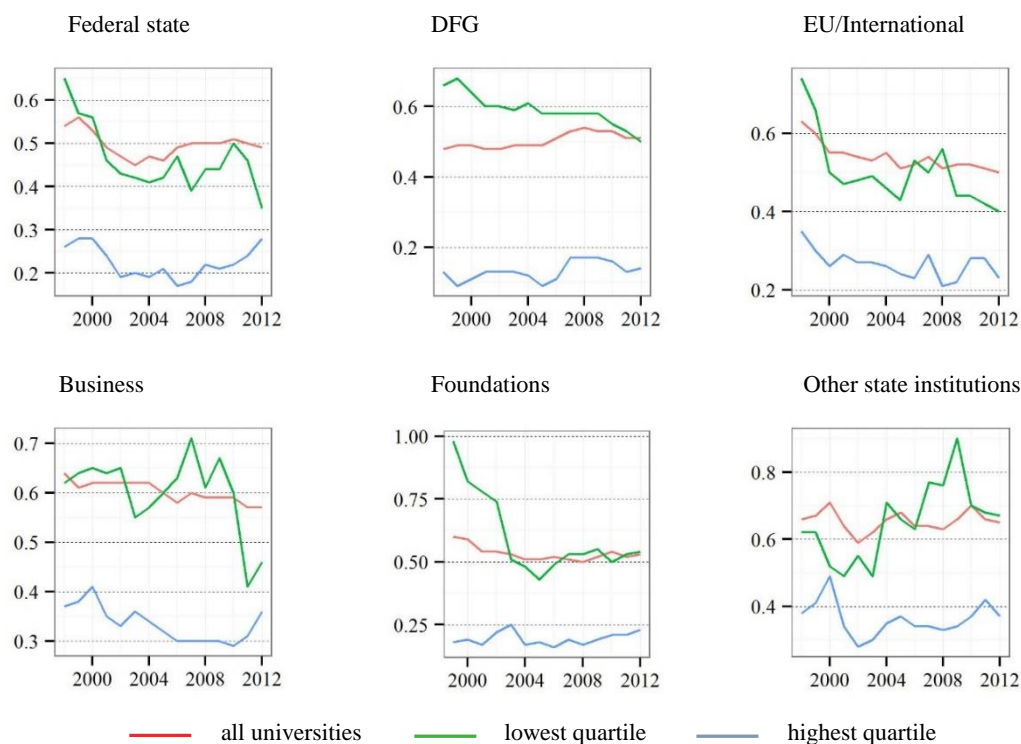 Federal state DFG EU/International
0.6 0.6 0.6
0.5
0.4 0.4 0.4
0.3
0.2 0.2 0.2
2000 2004 2008 2012 2000 2004 2008 2012 2000 2004 2008 2012
Business Foundations Other state institutions
0.7 1.00 0.8
0.6 0.75
0.5 0.50 0.6
0.4 0.4
0.3 0.25
2000 2004 2008 2012 2000 2004 2008 2012 2000 2004 2008 2012
all universities lowest quartile highest quartile